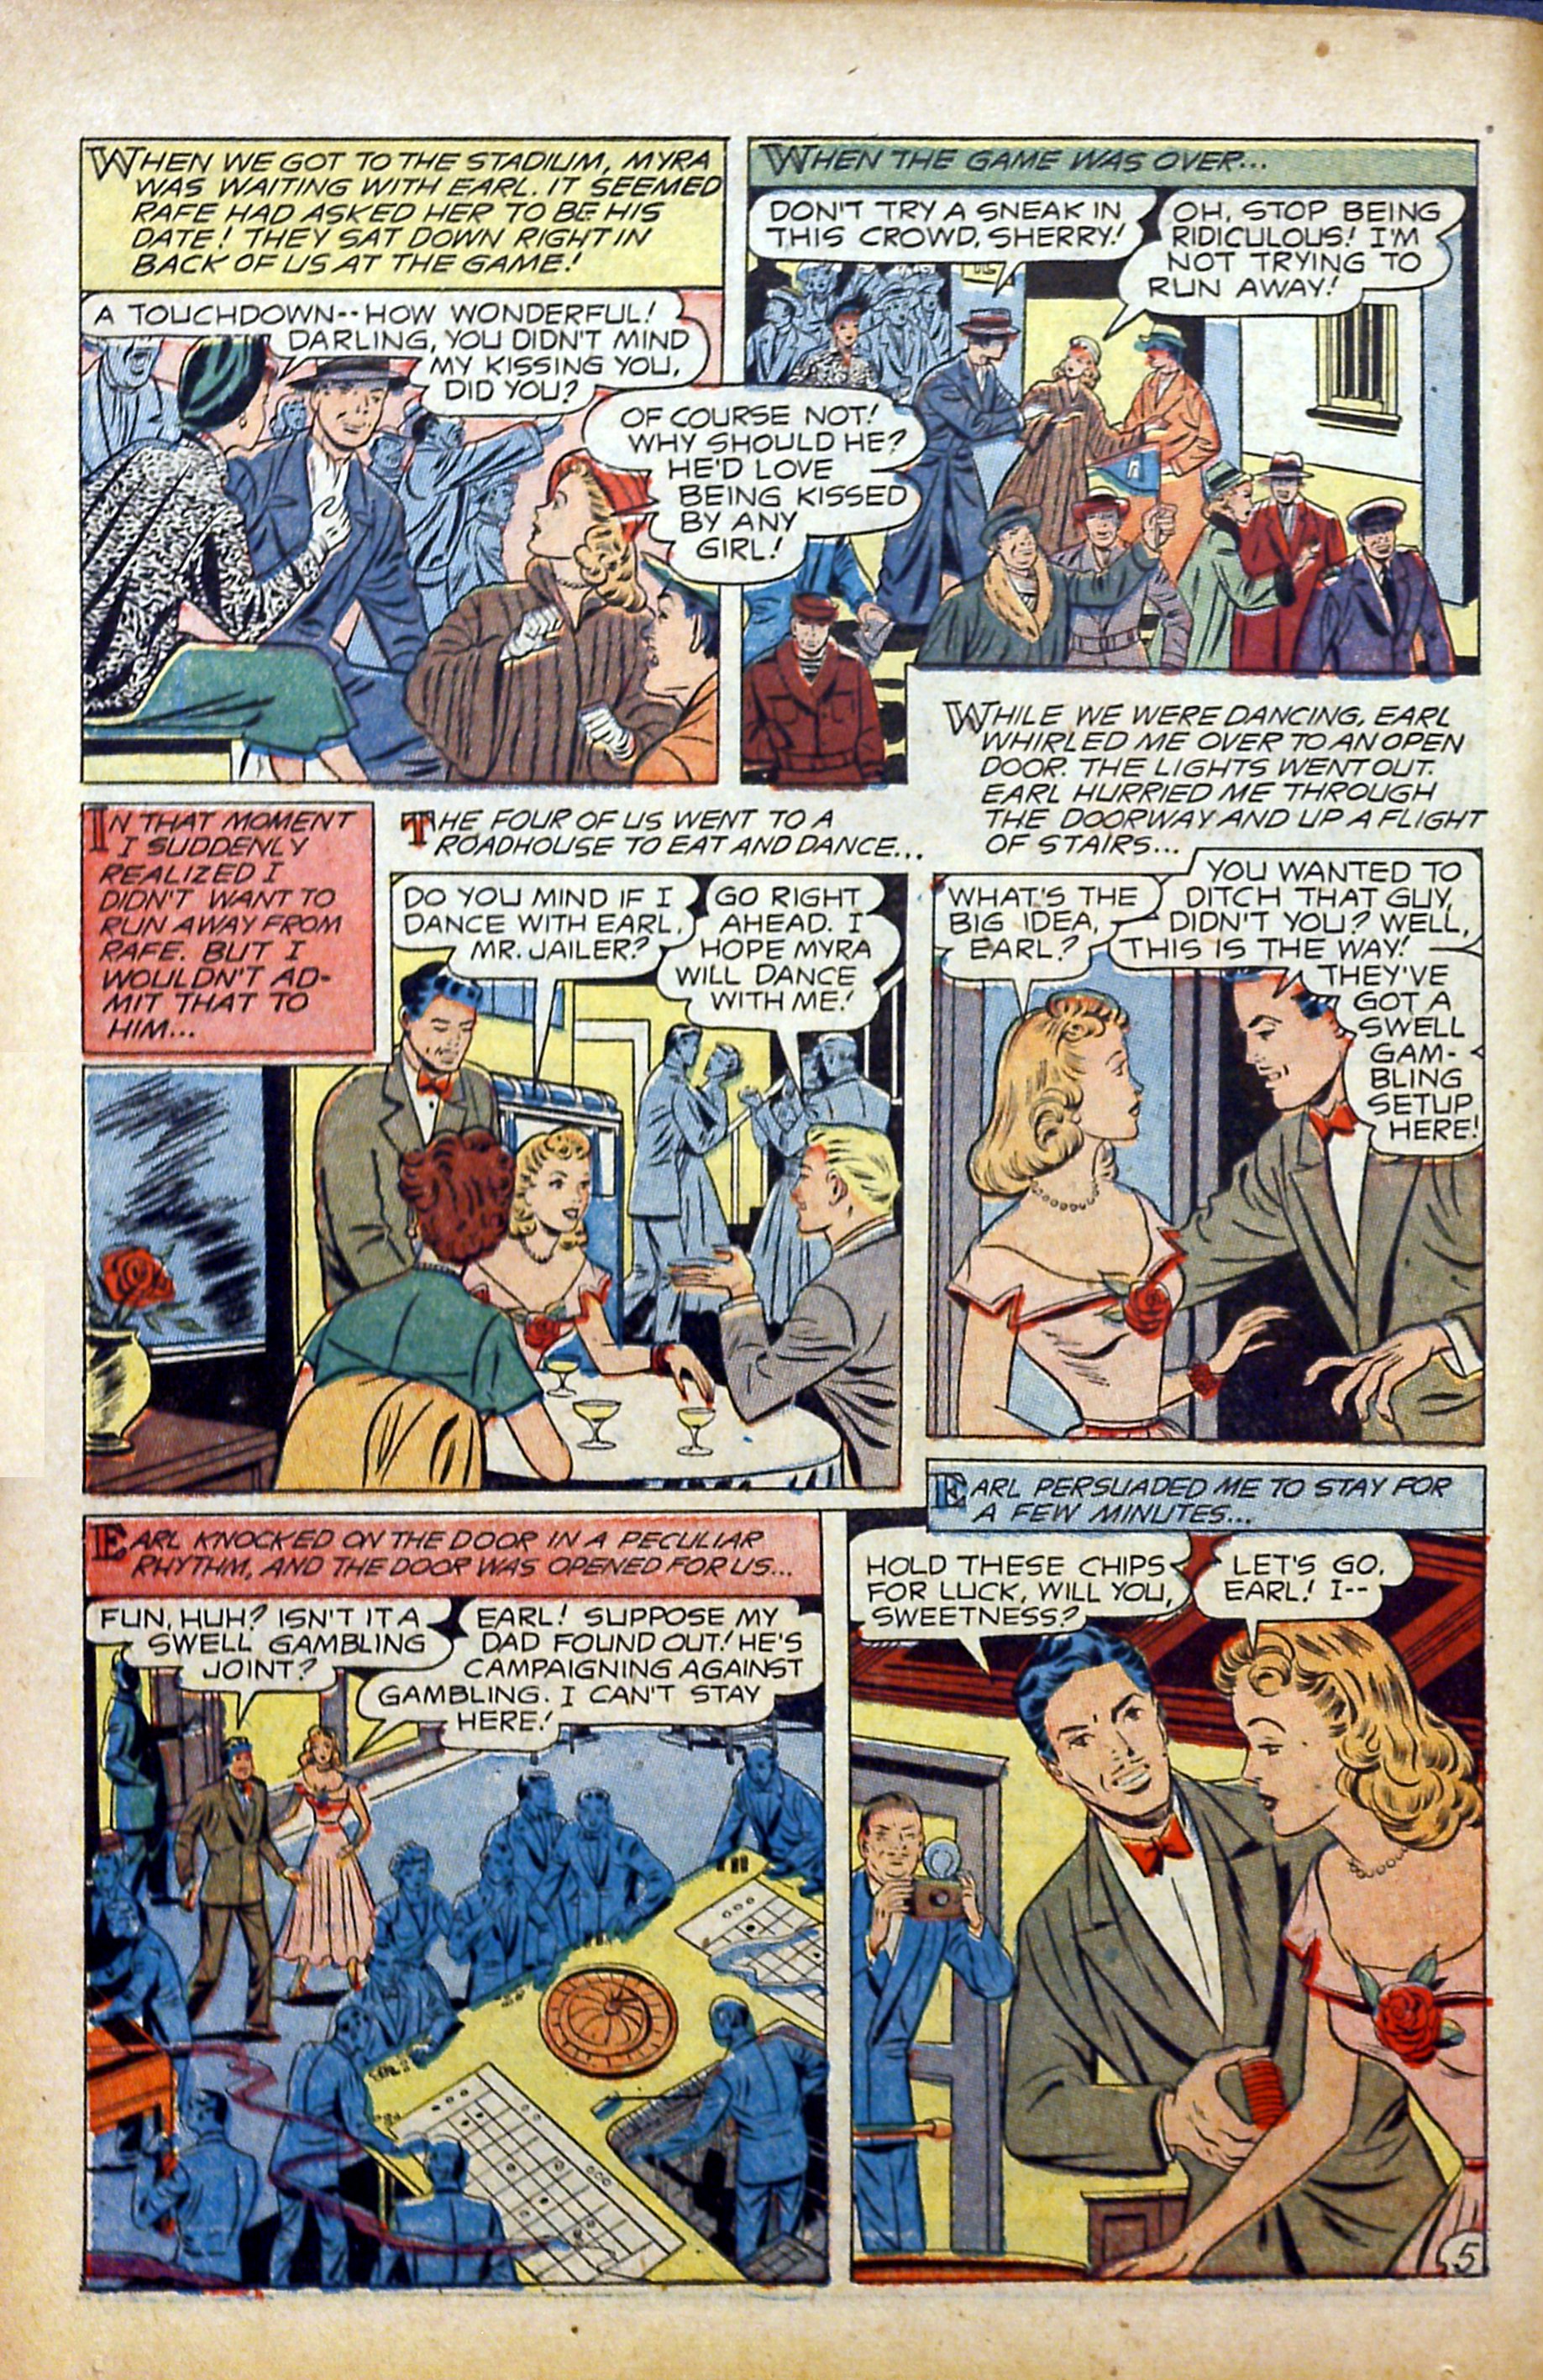 WHEN WE GOT TO THE STADIUM, MYRA
WAS WAITING WITH EARL. IT SEEMED
RAFE HAD ASKED HER TO BE HIS
DATE! THEY SAT DOWN RIGHT IN
BACK OF US AT THE GAME!
A TOUCHDOWN--HOW WONDERFUL!
DARLING, YOU DIDN'T MIND
MY KISSING YOU,
DID YOU?
OF COURSE NOT!
WHY SHOULD HE?
HE'D LOVE
BEING KISSED
BY ANY
GIRL!
WHEN THE GAME WAS OVER...
DON'T TRY A SNEAK IN
THIS CROWD, SHERRY!
OH, STOP BEING
RIDICULOUS! I'M
NOT TRYING TO
RUN AWAY!
IN THAT MOMENT
I SUDDENLY
REALIZED I
DIDN'T WANT TO
RUN AWAY FROM
RAFE. BUT I
WOULDN'T AD-
MIT THAT TO
HIM...
THE FOUR OF US WENT TO A
ROADHOUSE TO EAT AND DANCE...
DO YOU MIND IF I
DANCE WITH EARL,
MR. JAILER?
GO RIGHT
AHEAD. I
HOPE MYRA
WILL DANCE
WITH ME!
WHILE WE WERE DANCING, EARL
WHIRLED ME OVER TO AN OPEN
DOOR. THE LIGHTS WENT OUT.
EARL HURRIED ME THROUGH
THE DOORWAY AND UP A FLIGHT
OF STAIRS...
WHAT'S THE
BIG IDEA,
EARL?
YOU WANTED TO
DITCH THAT GUY,
DIDN'T YOU? WELL,
THIS IS THE WAY!
THEY'VE
GOT A
SWELL
GAM-
BLING
SETUP
HERE!
EARL KNOCKED ON THE DOOR IN A PECULIAR
RHYTHM, AND THE DOOR WAS OPENED FOR US...
FUN, HUH? ISN'T IT A
SWELL GAMBLING
JOINT?
EARL! SUPPOSE MY
DAD FOUND OUT! HE'S
CAMPAIGNING AGAINST
GAMBLING. I CAN'T STAY
HERE!
EARL PERSUADED ME TO STAY FOR
A FEW MINUTES...
HOLD THESE CHIPS
FOR LUCK, WILL YOU,
SWEETNESS?
LET'S GO,
EARL! I--
5